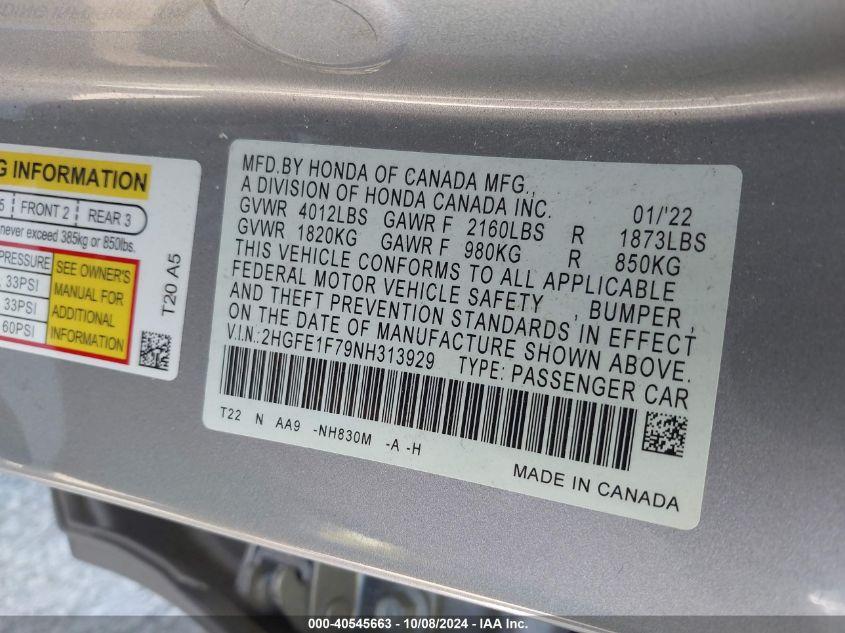 G INFORMATION
5 FRONT 2 REAR 3
never exceed 385kg or 850lbs.
PRESSURE
33PSI
33PSI
60PSI
SEE OWNER'S
MANUAL FOR
ADDITIONAL
INFORMATION
T20 A5
MFD.BY HONDA OF CANADA MFG.,
A DIVISION OF HONDA CANADA INC. 01/'22
GVWR 4012LBS GAWR F 2160LBS R 1873LBS
GVWR 1820KG GAWR F 980KG R 850KG
THIS VEHICLE CONFORMS TO ALL APPLICABLE
FEDERAL MOTOR VEHICLE SAFETY , BUMPER ,
AND THEFT PREVENTION STANDARDS IN EFFECT
ON THE DATE OF MANUFACTURE SHOWN ABOVE.
V.I.N.:2HGFE1F79NH313929 TYPE: PASSENGER CAR
T22 N AA9 -NH830M -A -H
MADE IN CANADA
000-40545663 - 10/08/2024 - IAA Inc.